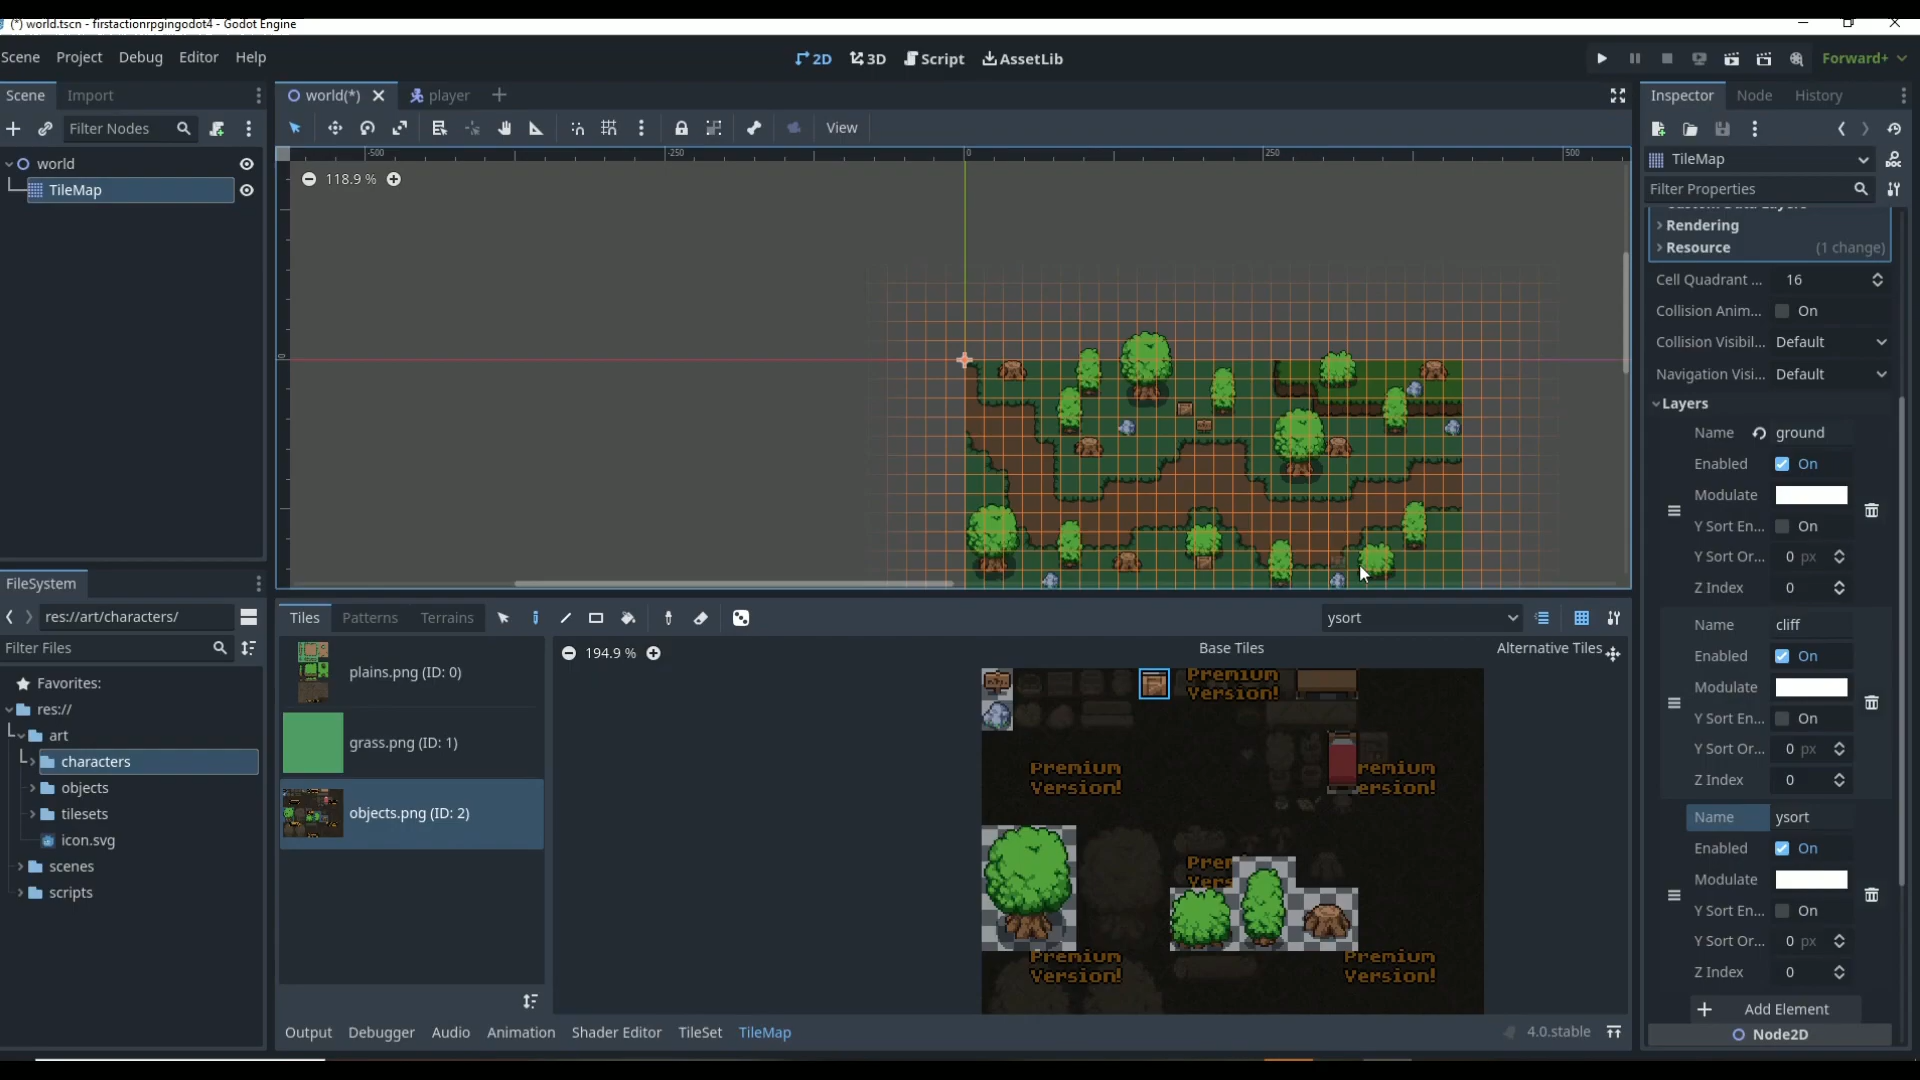 (*) world.tscn - firstactionrpgingodot4 - Godot Engine
Scene Project Debug Editor Help
2D 3D Script AssetLib
Forward+
Scene Import
Filter Nodes
world
TileMap
FileSystem
res://art/characters/
Filter Files
Favorites:
res://
art
characters
objects
tilesets
icon.svg
scenes
scripts
world(*) player
View
-500 -250 0 250 500
118.9 %
0
Tiles Patterns Terrains
ysort
plains.png (ID: 0)
grass.png (ID: 1)
objects.png (ID: 2)
194.9 %
Base Tiles
Alternative Tiles
Premium
Version!
Premium
Version!
remium
ersion!
Prem
Vers
Premium
Version!
Premium
Version!
Output Debugger Audio Animation Shader Editor TileSet TileMap
4.0.stable
Inspector Node History
TileMap
Filter Properties
Custom Data Layers
Rendering
Resource (1 change)
Cell Quadrant ... 16
Collision Anim... On
Collision Visibil... Default
Navigation Visi... Default
Layers
Name ground
Enabled On
Modulate
Y Sort En... On
Y Sort Or... 0 px
Z Index 0
Name cliff
Enabled On
Modulate
Y Sort En... On
Y Sort Or... 0 px
Z Index 0
Name ysort
Enabled On
Modulate
Y Sort En... On
Y Sort Or... 0 px
Z Index 0
Add Element
Node2D